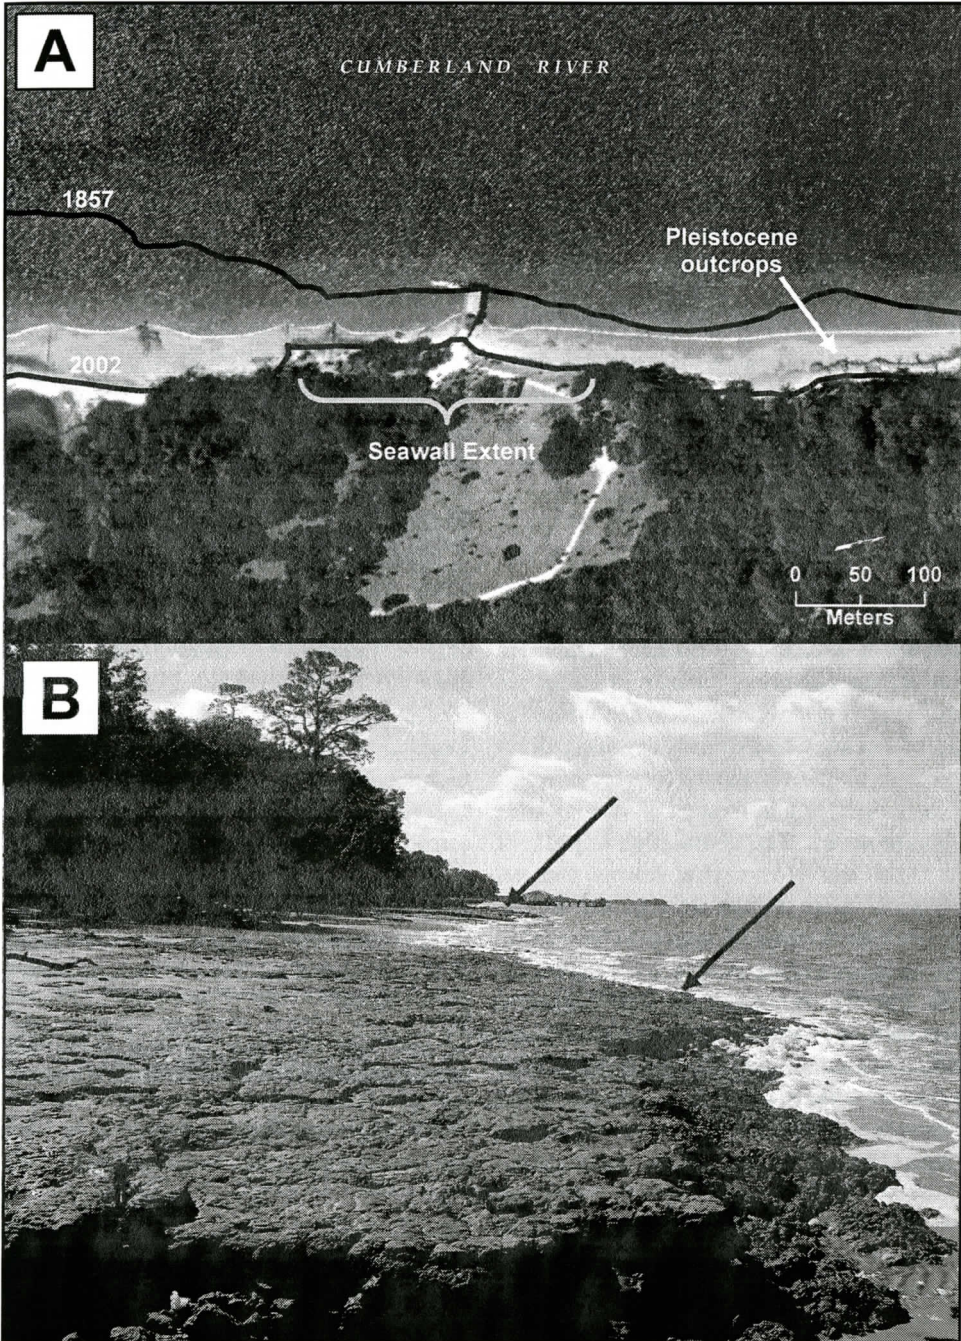 A
CUMBERLAND RIVER
1857
Pleistocene
outcrops
2002
Seawall Extent
0 50 100
Meters
B